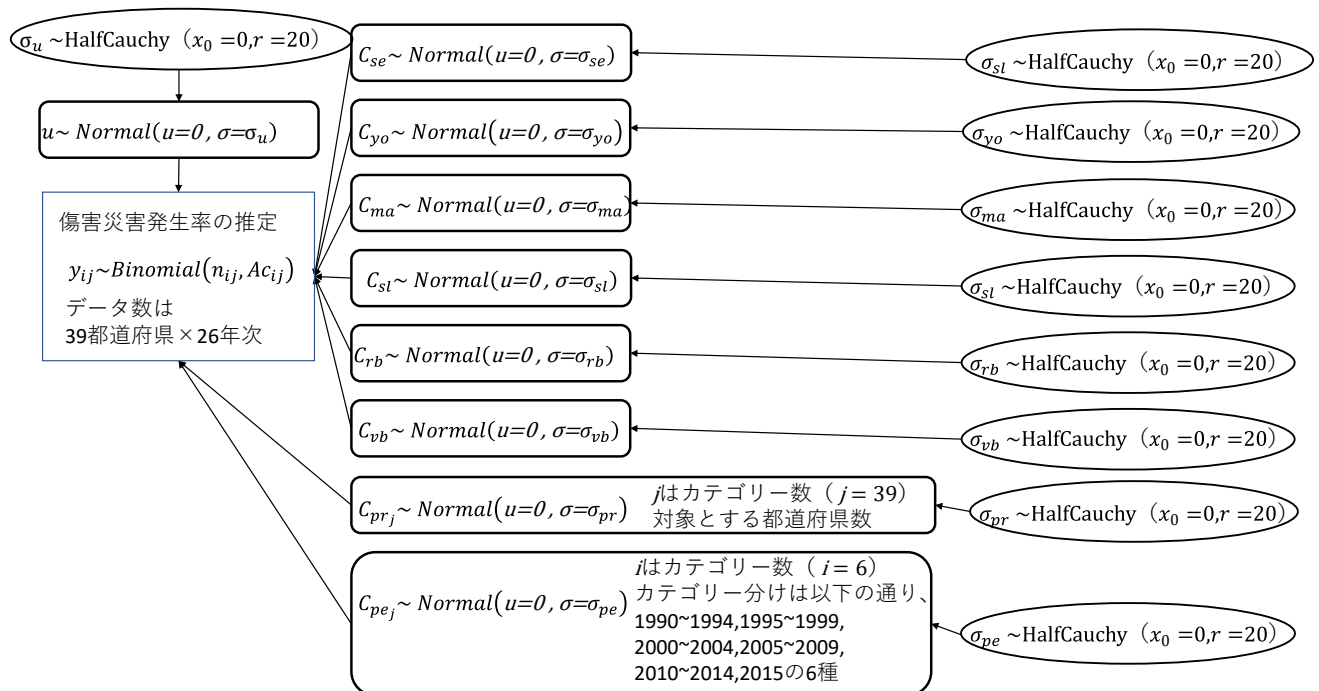 σ_u ~HalfCauchy（x_0 =0,r =20）
u~ Normal(u=0 , σ=σ_u)
傷害災害発生率の推定
y_ij~Binomial(n_ij, Ac_ij)
データ数は
39都道府県×26年次
C_se~ Normal(u=0 , σ=σ_se)
σ_sl ~HalfCauchy（x_0 =0,r =20）
C_yo~ Normal(u=0 , σ=σ_yo)
σ_yo ~HalfCauchy（x_0 =0,r =20）
C_ma~ Normal(u=0 , σ=σ_ma)
σ_ma ~HalfCauchy（x_0 =0,r =20）
C_sl~ Normal(u=0 , σ=σ_sl)
σ_sl ~HalfCauchy（x_0 =0,r =20）
C_rb~ Normal(u=0 , σ=σ_rb)
σ_rb ~HalfCauchy（x_0 =0,r =20）
C_vb~ Normal(u=0 , σ=σ_vb)
σ_vb ~HalfCauchy（x_0 =0,r =20）
C_pr_j~ Normal(u=0 , σ=σ_pr)
jはカテゴリー数（ j = 39）
対象とする都道府県数
σ_pr ~HalfCauchy（x_0 =0,r =20）
C_pe_j~ Normal(u=0 , σ=σ_pe)
iはカテゴリー数（ i = 6）
カテゴリー分けは以下の通り、
1990~1994,1995~1999,
2000~2004,2005~2009,
2010~2014,2015の6種
σ_pe ~HalfCauchy（x_0 =0,r =20）